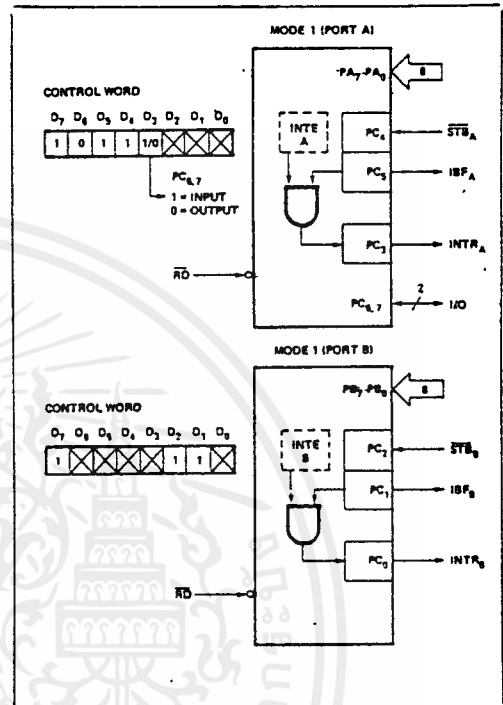 MODE 1 (PORT A)
PA7-PA0
8
CONTROL WORD
D7 D6 D5 D4 D3 D2 D1 D0
1 0 1 1 1/0
PC6,7
1 = INPUT
0 = OUTPUT
INTE
A
PC4
STBA
PC5
IBFA
PC3
INTRA
RD
PC6,7
2
I/O
MODE 1 (PORT B)
PB7-PB0
8
CONTROL WORD
D7 D6 D5 D4 D3 D2 D1 D0
1 1 1
INTE
B
PC2
STBB
PC1
IBFB
PC0
INTRB
RD